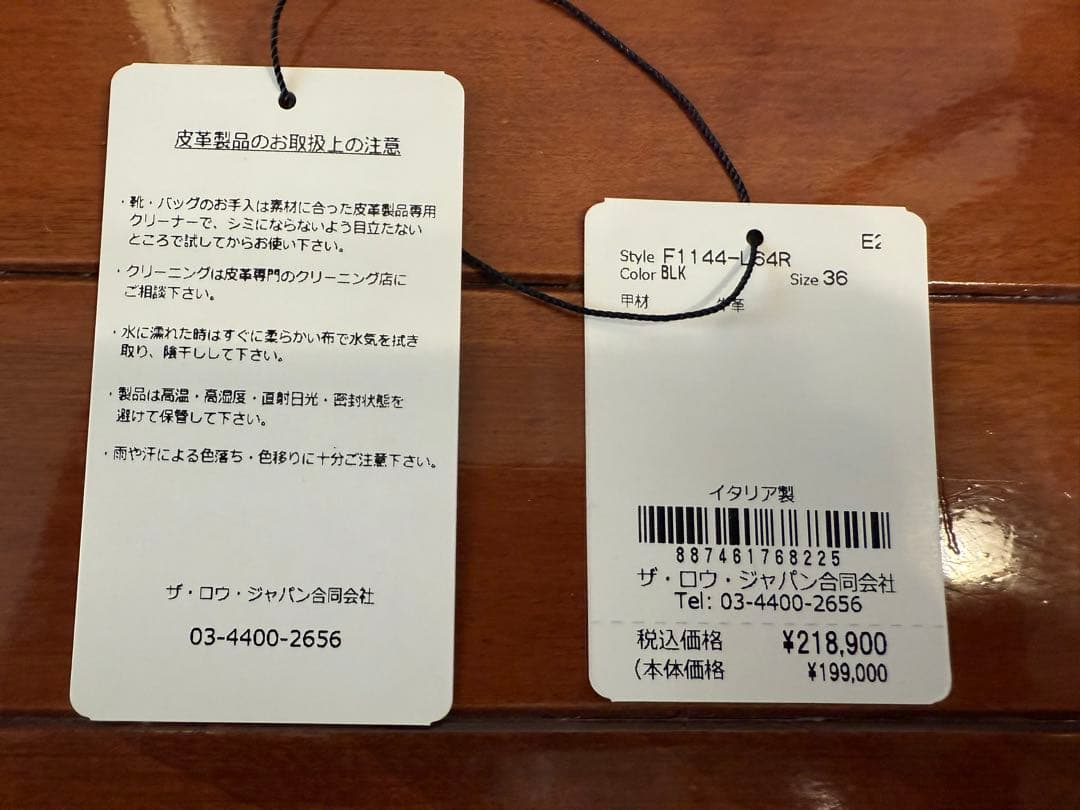 皮革製品のお取扱上の注意
・靴・バッグのお手入は素材に合った皮革製品専用
クリーナーで、シミにならないよう目立たない
ところで試してからお使い下さい。
・クリーニングは皮革専門のクリーニング店に
ご相談下さい。
・水に濡れた時はすぐに柔らかい布で水気を拭き
取り、陰干しして下さい。
・製品は高温・高湿度・直射日光・密封状態を
避けて保管して下さい。
・雨や汗による色落ち・色移りに十分ご注意下さい。
ザ・ロウ・ジャパン合同会社
03-4400-2656
E2
Style F1144-L64R
Color BLK
Size 36
甲材 牛革
イタリア製
887461768225
ザ・ロウ・ジャパン合同会社
Tel: 03-4400-2656
税込価格 ¥218,900
(本体価格 ¥199,000